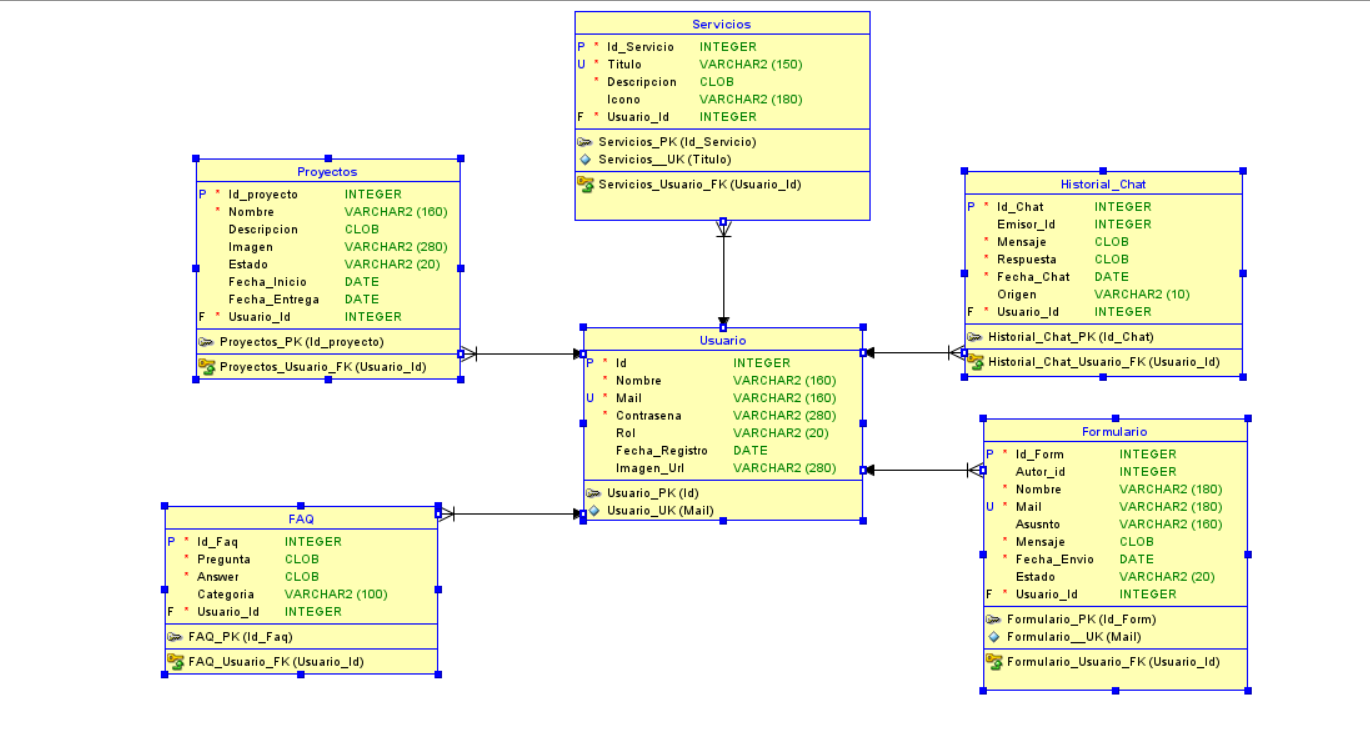 Servicios
P * Id_Servicio INTEGER
U * Titulo VARCHAR2 (150)
* Descripcion CLOB
Icono VARCHAR2 (180)
F * Usuario_Id INTEGER
Servicios_PK (Id_Servicio)
Servicios__UK (Titulo)
Servicios_Usuario_FK (Usuario_Id)
Proyectos
P * Id_proyecto INTEGER
* Nombre VARCHAR2 (160)
Descripcion CLOB
Imagen VARCHAR2 (280)
Estado VARCHAR2 (20)
Fecha_Inicio DATE
Fecha_Entrega DATE
F * Usuario_Id INTEGER
Proyectos_PK (Id_proyecto)
Proyectos_Usuario_FK (Usuario_Id)
Historial_Chat
P * Id_Chat INTEGER
Emisor_Id INTEGER
* Mensaje CLOB
* Respuesta CLOB
* Fecha_Chat DATE
Origen VARCHAR2 (10)
F * Usuario_Id INTEGER
Historial_Chat_PK (Id_Chat)
Historial_Chat_Usuario_FK (Usuario_Id)
Usuario
P * Id INTEGER
* Nombre VARCHAR2 (160)
U * Mail VARCHAR2 (160)
* Contrasena VARCHAR2 (280)
Rol VARCHAR2 (20)
Fecha_Registro DATE
Imagen_Url VARCHAR2 (280)
Usuario_PK (Id)
Usuario_UK (Mail)
FAQ
P * Id_Faq INTEGER
* Pregunta CLOB
* Answer CLOB
Categoria VARCHAR2 (100)
F * Usuario_Id INTEGER
FAQ_PK (Id_Faq)
FAQ_Usuario_FK (Usuario_Id)
Formulario
P * Id_Form INTEGER
Autor_id INTEGER
* Nombre VARCHAR2 (180)
U * Mail VARCHAR2 (180)
Asusnto VARCHAR2 (160)
* Mensaje CLOB
* Fecha_Envio DATE
Estado VARCHAR2 (20)
F * Usuario_Id INTEGER
Formulario_PK (Id_Form)
Formulario__UK (Mail)
Formulario_Usuario_FK (Usuario_Id)